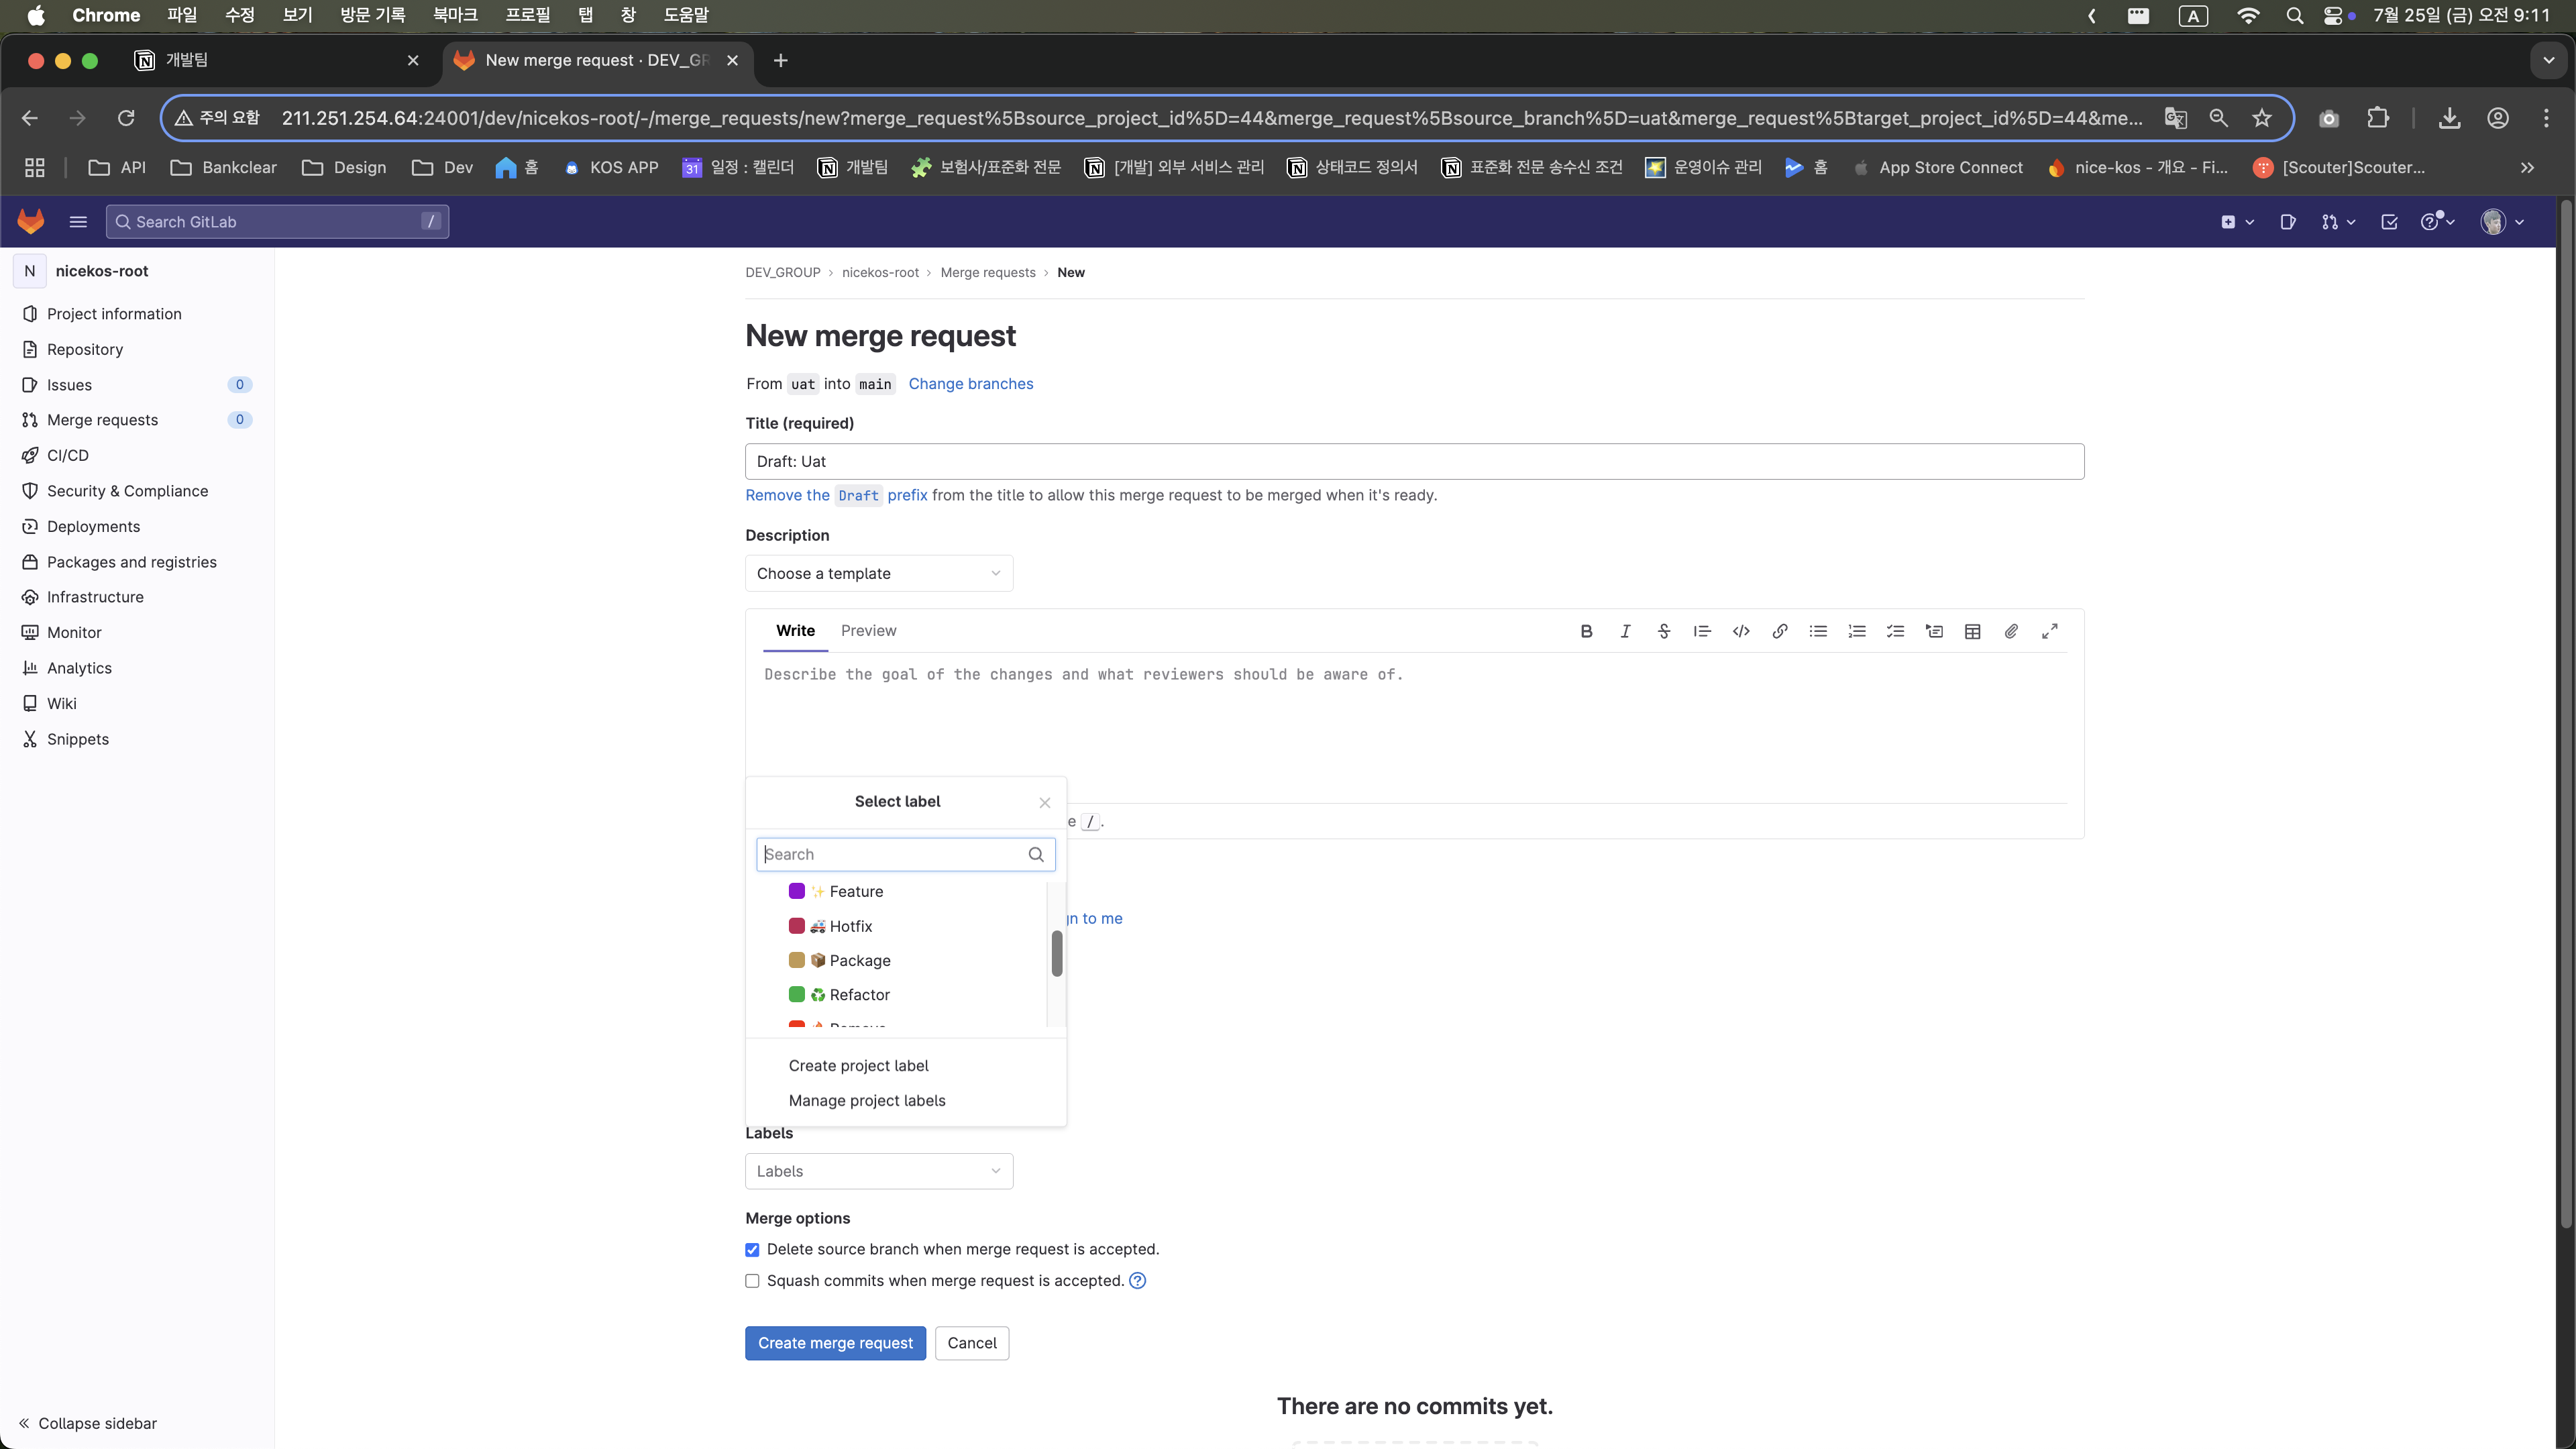 Chrome 파일 수정 보기 방문 기록 북마크 프로필 탭 창 도움말 A 7월 25일 (금) 오전 9:11
개발팀 New merge request · DEV_GR
주의 요함 211.251.254.64:24001/dev/nicekos-root/-/merge_requests/new?merge_request%5Bsource_project_id%5D=44&merge_request%5Bsource_branch%5D=uat&merge_request%5Btarget_project_id%5D=44&me...
API Bankclear Design Dev 홈 KOS APP 31 일정 : 캘린더 개발팀 보험사/표준화 전문 [개발] 외부 서비스 관리 상태코드 정의서 표준화 전문 송수신 조건 운영이슈 관리 홈 App Store Connect nice-kos - 개요 - Fi... [Scouter]Scouter...
Search GitLab /
N nicekos-root
Project information
Repository
Issues 0
Merge requests 0
CI/CD
Security & Compliance
Deployments
Packages and registries
Infrastructure
Monitor
Analytics
Wiki
Snippets
Collapse sidebar
DEV_GROUP › nicekos-root › Merge requests › New
New merge request
From uat into main Change branches
Title (required)
Draft: Uat
Remove the Draft prefix from the title to allow this merge request to be merged when it's ready.
Description
Choose a template
Write Preview
Describe the goal of the changes and what reviewers should be aware of.
Select label
e /.
Search
Feature
gn to me
Hotfix
Package
Refactor
Create project label
Manage project labels
Labels
Labels
Merge options
Delete source branch when merge request is accepted.
Squash commits when merge request is accepted.
Create merge request Cancel
There are no commits yet.